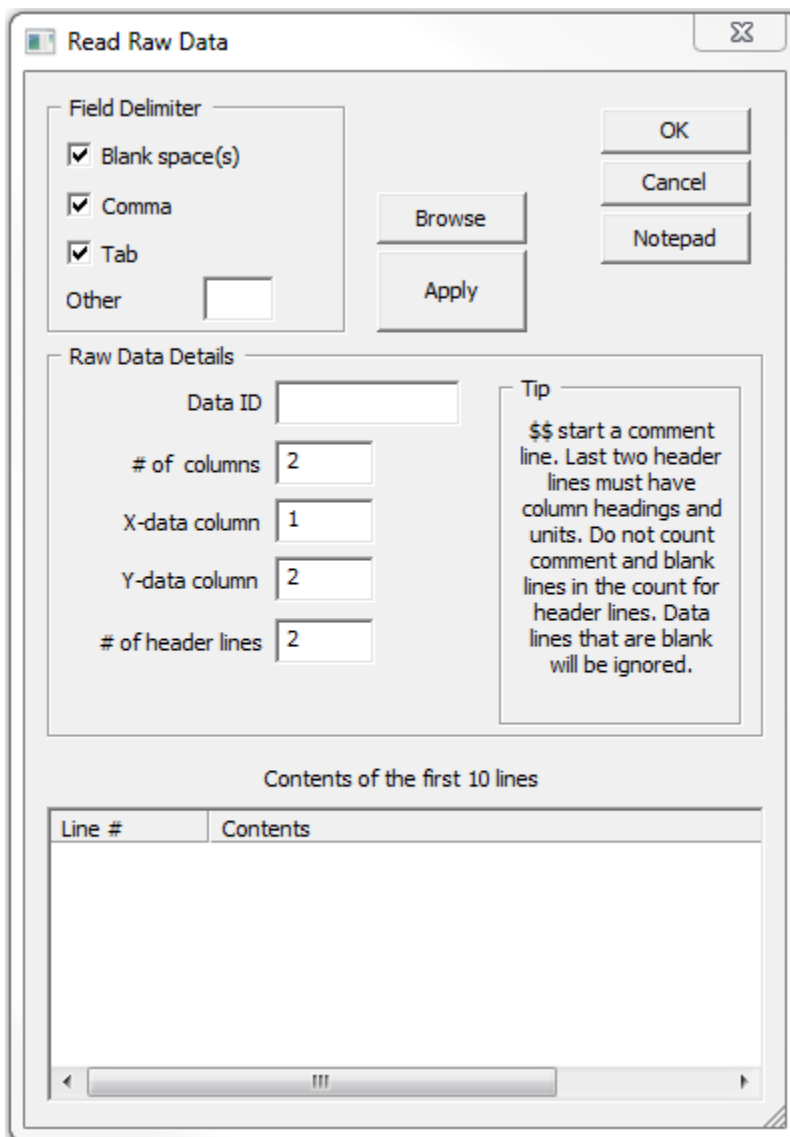 Read Raw Data
Field Delimiter
Blank space(s)
Comma
Tab
Other
Browse
Apply
OK
Cancel
Notepad
Raw Data Details
Data ID
# of columns 2
X-data column 1
Y-data column 2
# of header lines 2
Tip
$$ start a comment
line. Last two header
lines must have
column headings and
units. Do not count
comment and blank
lines in the count for
header lines. Data
lines that are blank
will be ignored.
Contents of the first 10 lines
Line # Contents